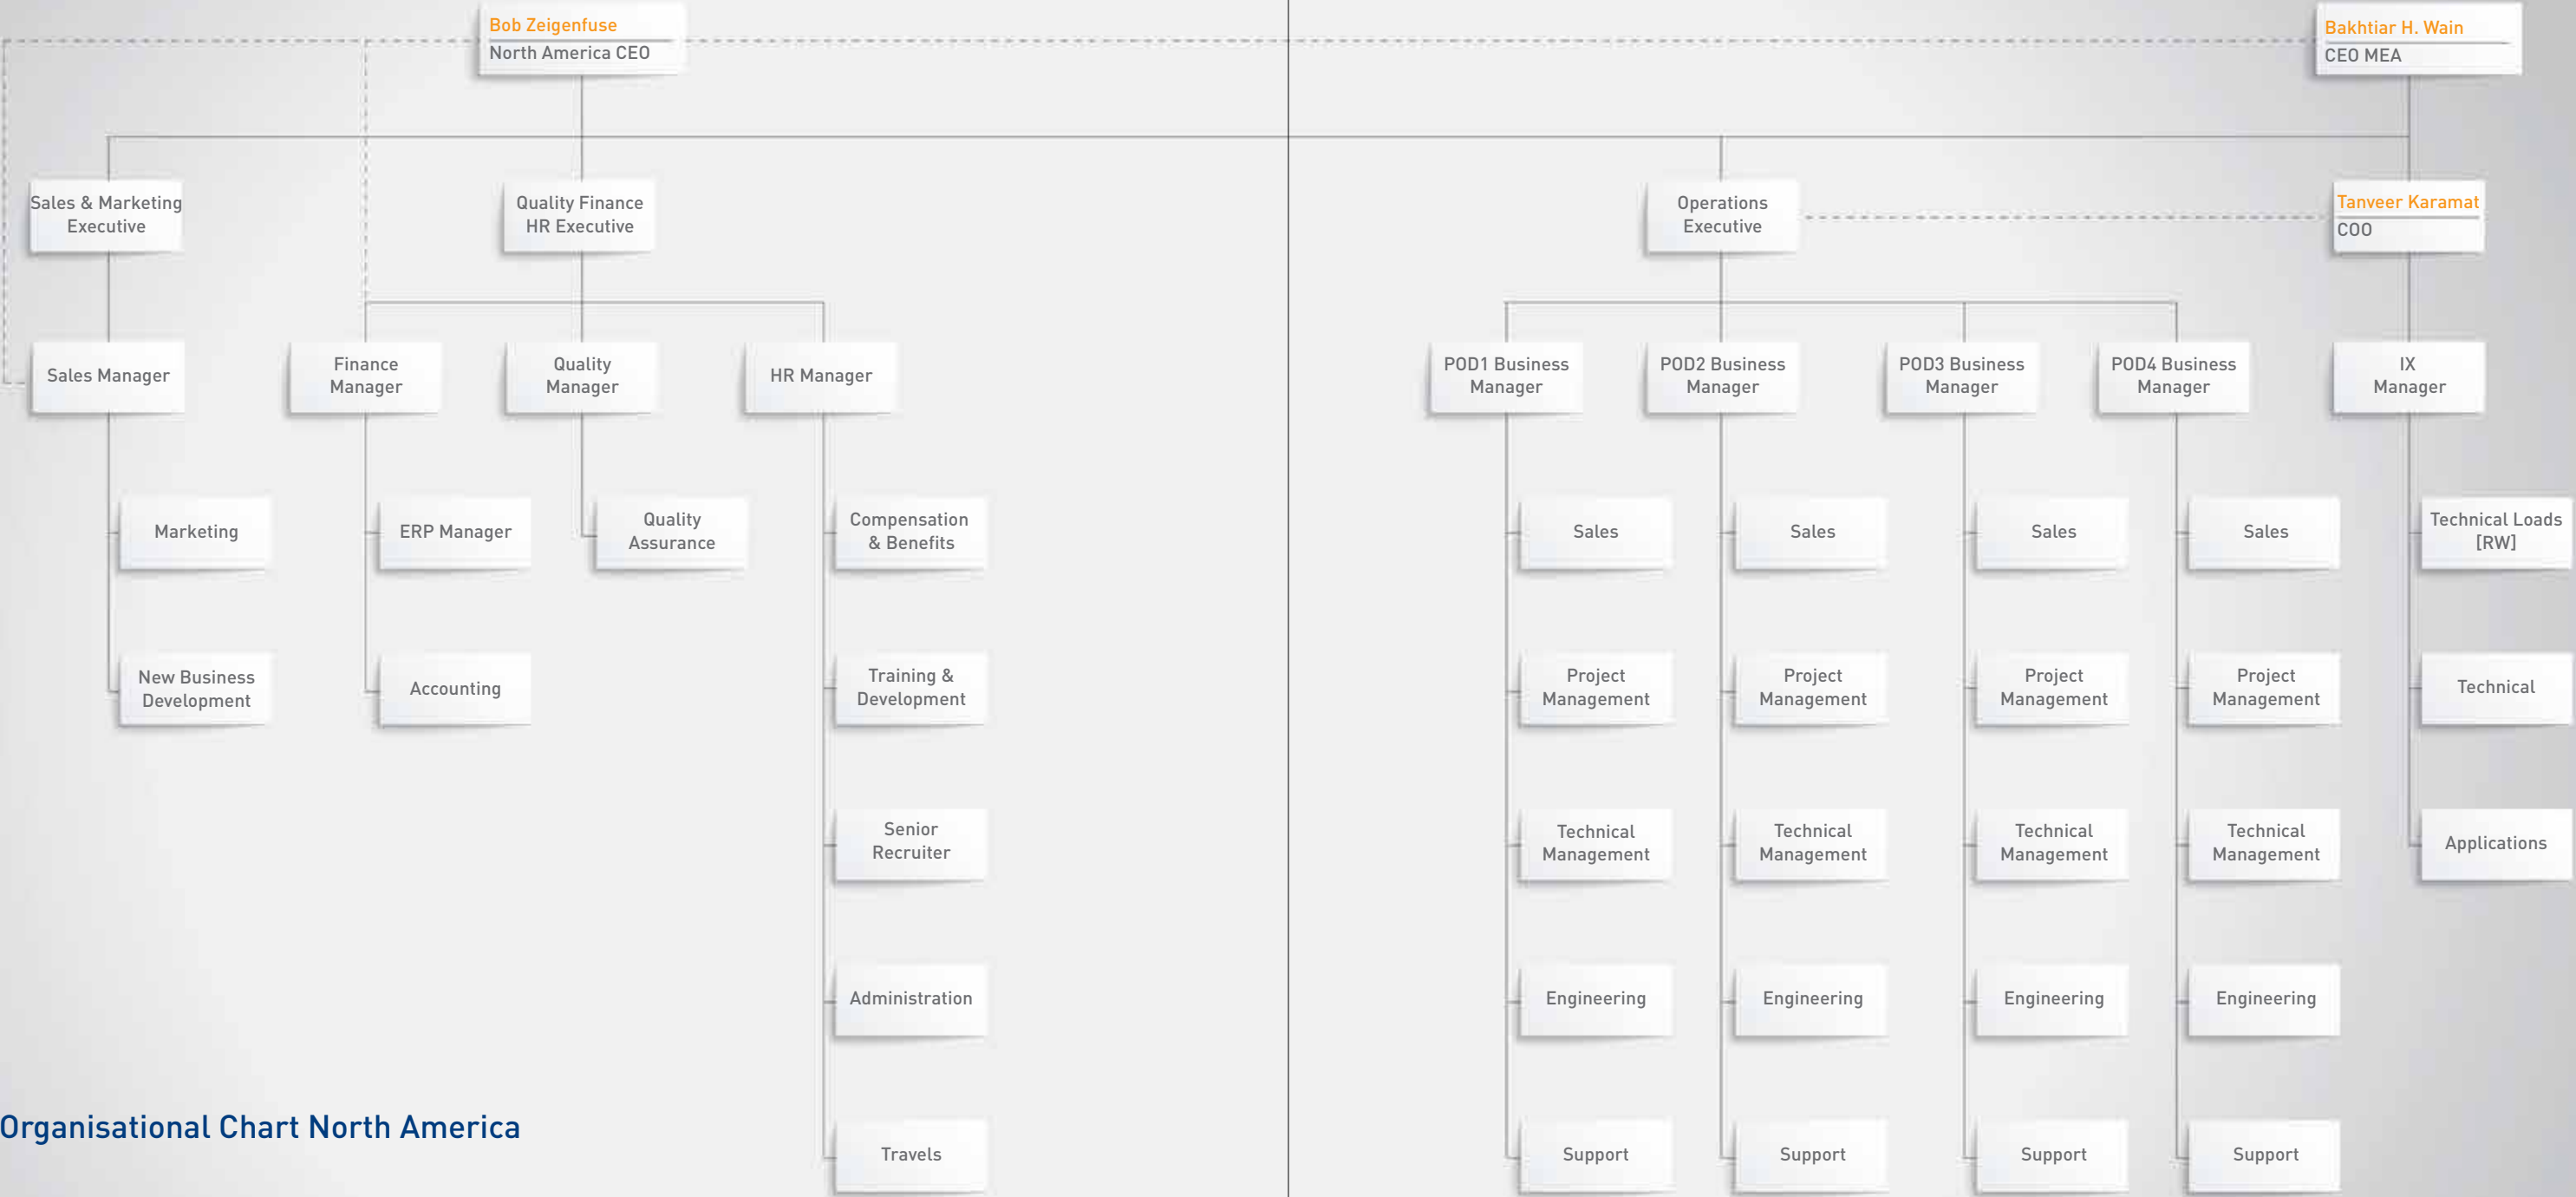 Bob Zeigenfuse
North America CEO
Bakhtiar H. Wain
CEO MEA
Sales & Marketing
Executive
Quality Finance
HR Executive
Operations
Executive
Tanveer Karamat
COO
Sales Manager
Finance
Manager
Quality
Manager
HR Manager
POD1 Business
Manager
POD2 Business
Manager
POD3 Business
Manager
POD4 Business
Manager
IX
Manager
Marketing
ERP Manager
Quality
Assurance
Compensation
& Benefits
Sales
Sales
Sales
Sales
Technical Loads
[RW]
New Business
Development
Accounting
Training &
Development
Project
Management
Project
Management
Project
Management
Project
Management
Technical
Senior
Recruiter
Technical
Management
Technical
Management
Technical
Management
Technical
Management
Applications
Administration
Engineering
Engineering
Engineering
Engineering
Organisational Chart North America
Travels
Support
Support
Support
Support